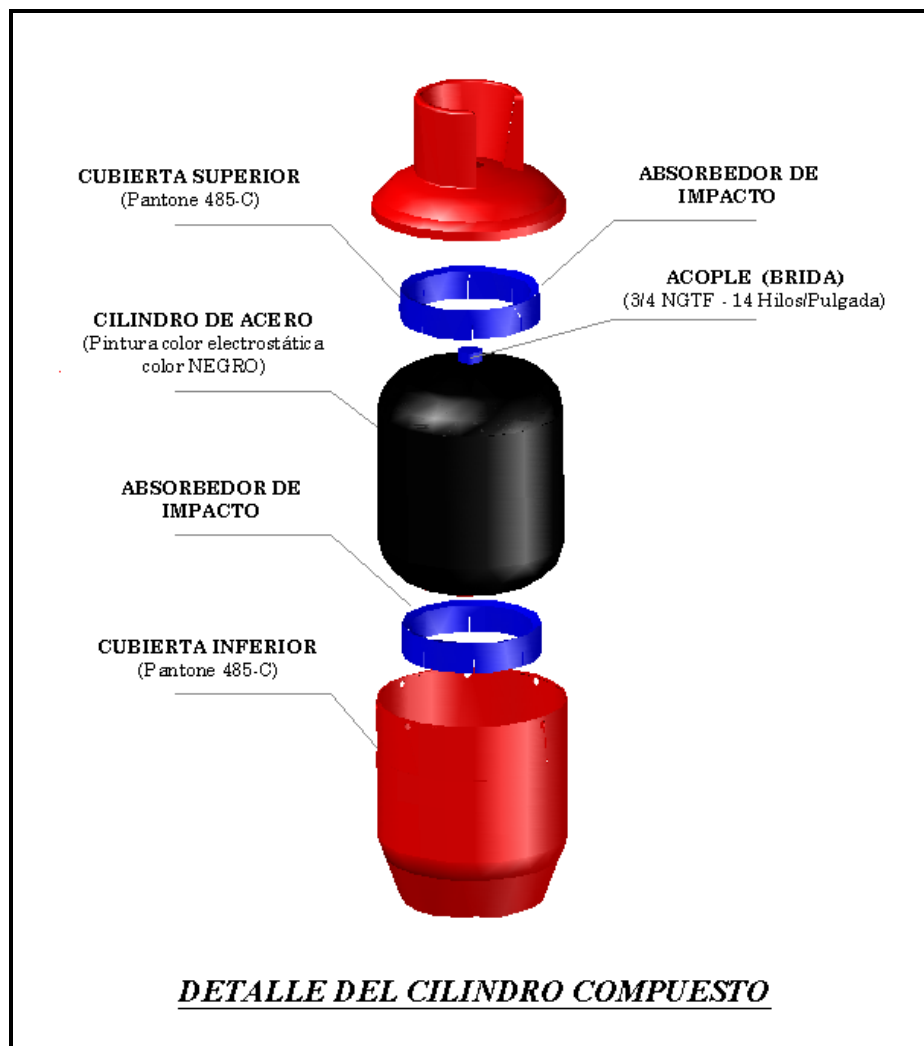 CUBIERTA SUPERIOR
(Pantone 485-C)
ABSORBEDOR DE
IMPACTO
ACOPLE (BRIDA)
(3/4 NGTF - 14 Hilos/Pulgada)
CILINDRO DE ACERO
(Pintura color electrostática
color NEGRO)
ABSORBEDOR DE
IMPACTO
CUBIERTA INFERIOR
(Pantone 485-C)
DETALLE DEL CILINDRO COMPUESTO